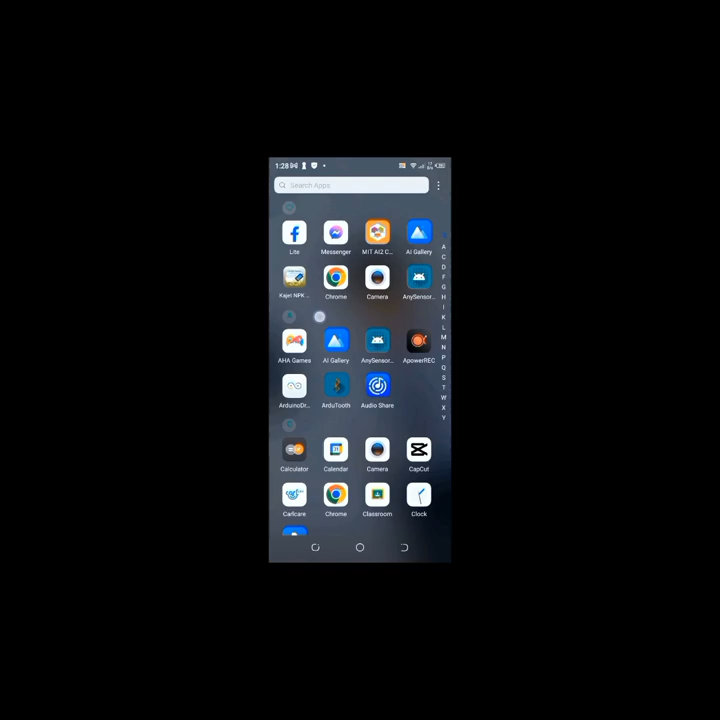 1:28
Search Apps
Lite Messenger MIT AI2 C... AI Gallery
Kajet NPK ... Chrome Camera AnySensor...
A
AHA Games AI Gallery AnySensor... ApowerREC
ArduinoDr... ArduTooth Audio Share
C
Calculator Calendar Camera CapCut
Carlcare Chrome Classroom Clock
A
C
D
F
G
H
I
K
L
M
N
P
Q
S
T
W
X
Y